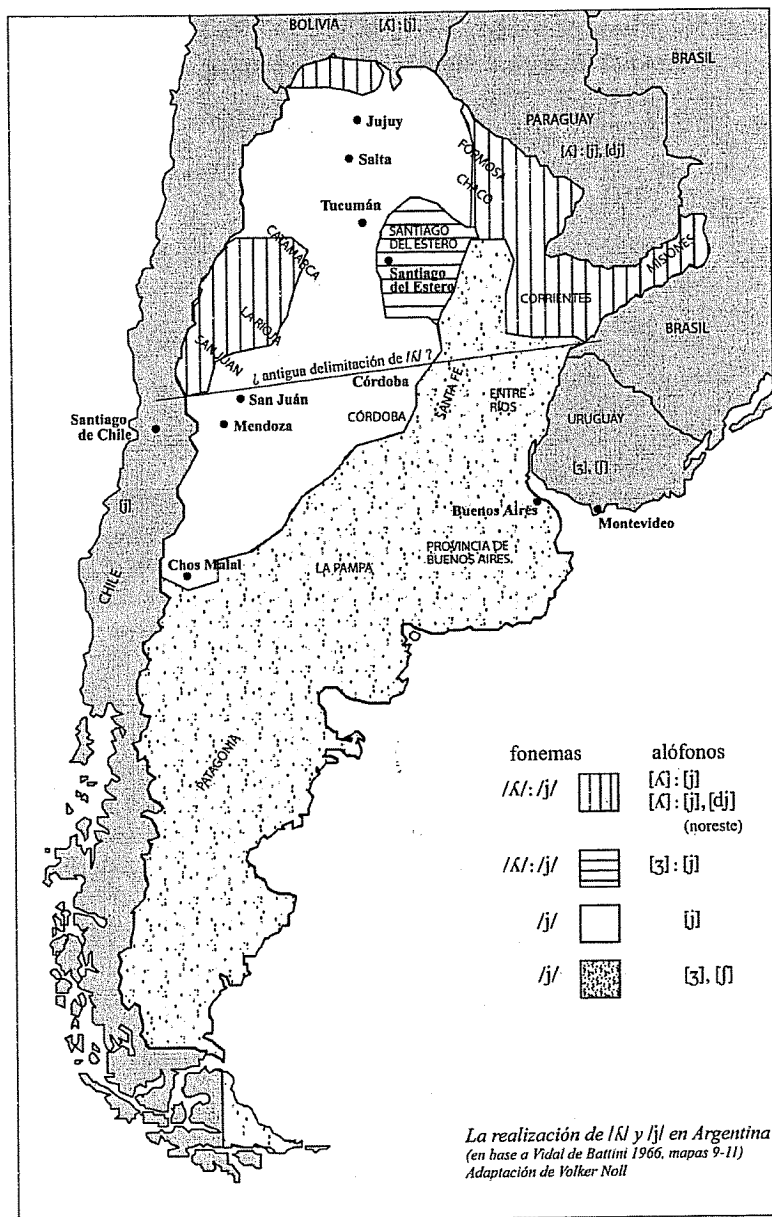 BOLIVIA
[ʎ] : [j]
BRASIL
PARAGUAY
[ʎ] : [j], [dj]
Jujuy
Salta
FORMOSA
CHACO
Tucumán
CATAMARCA
SANTIAGO
DEL ESTERO
Santiago
del Estero
MISIONES
LA RIOJA
CORRIENTES
SAN JUAN
BRASIL
¿ antigua delimitación de /ʎ/ ?
Córdoba
San Juán
SANTA FE
ENTRE
RÍOS
Santiago
de Chile
Mendoza
CÓRDOBA
URUGUAY
[ʒ], [ʃ]
[j]
Buenos Aires
Montevideo
CHILE
Chos Malal
LA PAMPA
PROVINCIA DE
BUENOS AIRES.
PATAGONIA
fonemas alófonos
/ʎ/ : /j/ [ʎ] : [j]
[ʎ] : [j], [dj]
(noreste)
/ʎ/ : /j/ [ʒ] : [j]
/j/ [j]
/j/ [ʒ], [ʃ]
La realización de /ʎ/ y /j/ en Argentina
(en base a Vidal de Battini 1966, mapas 9-11)
Adaptación de Volker Noll